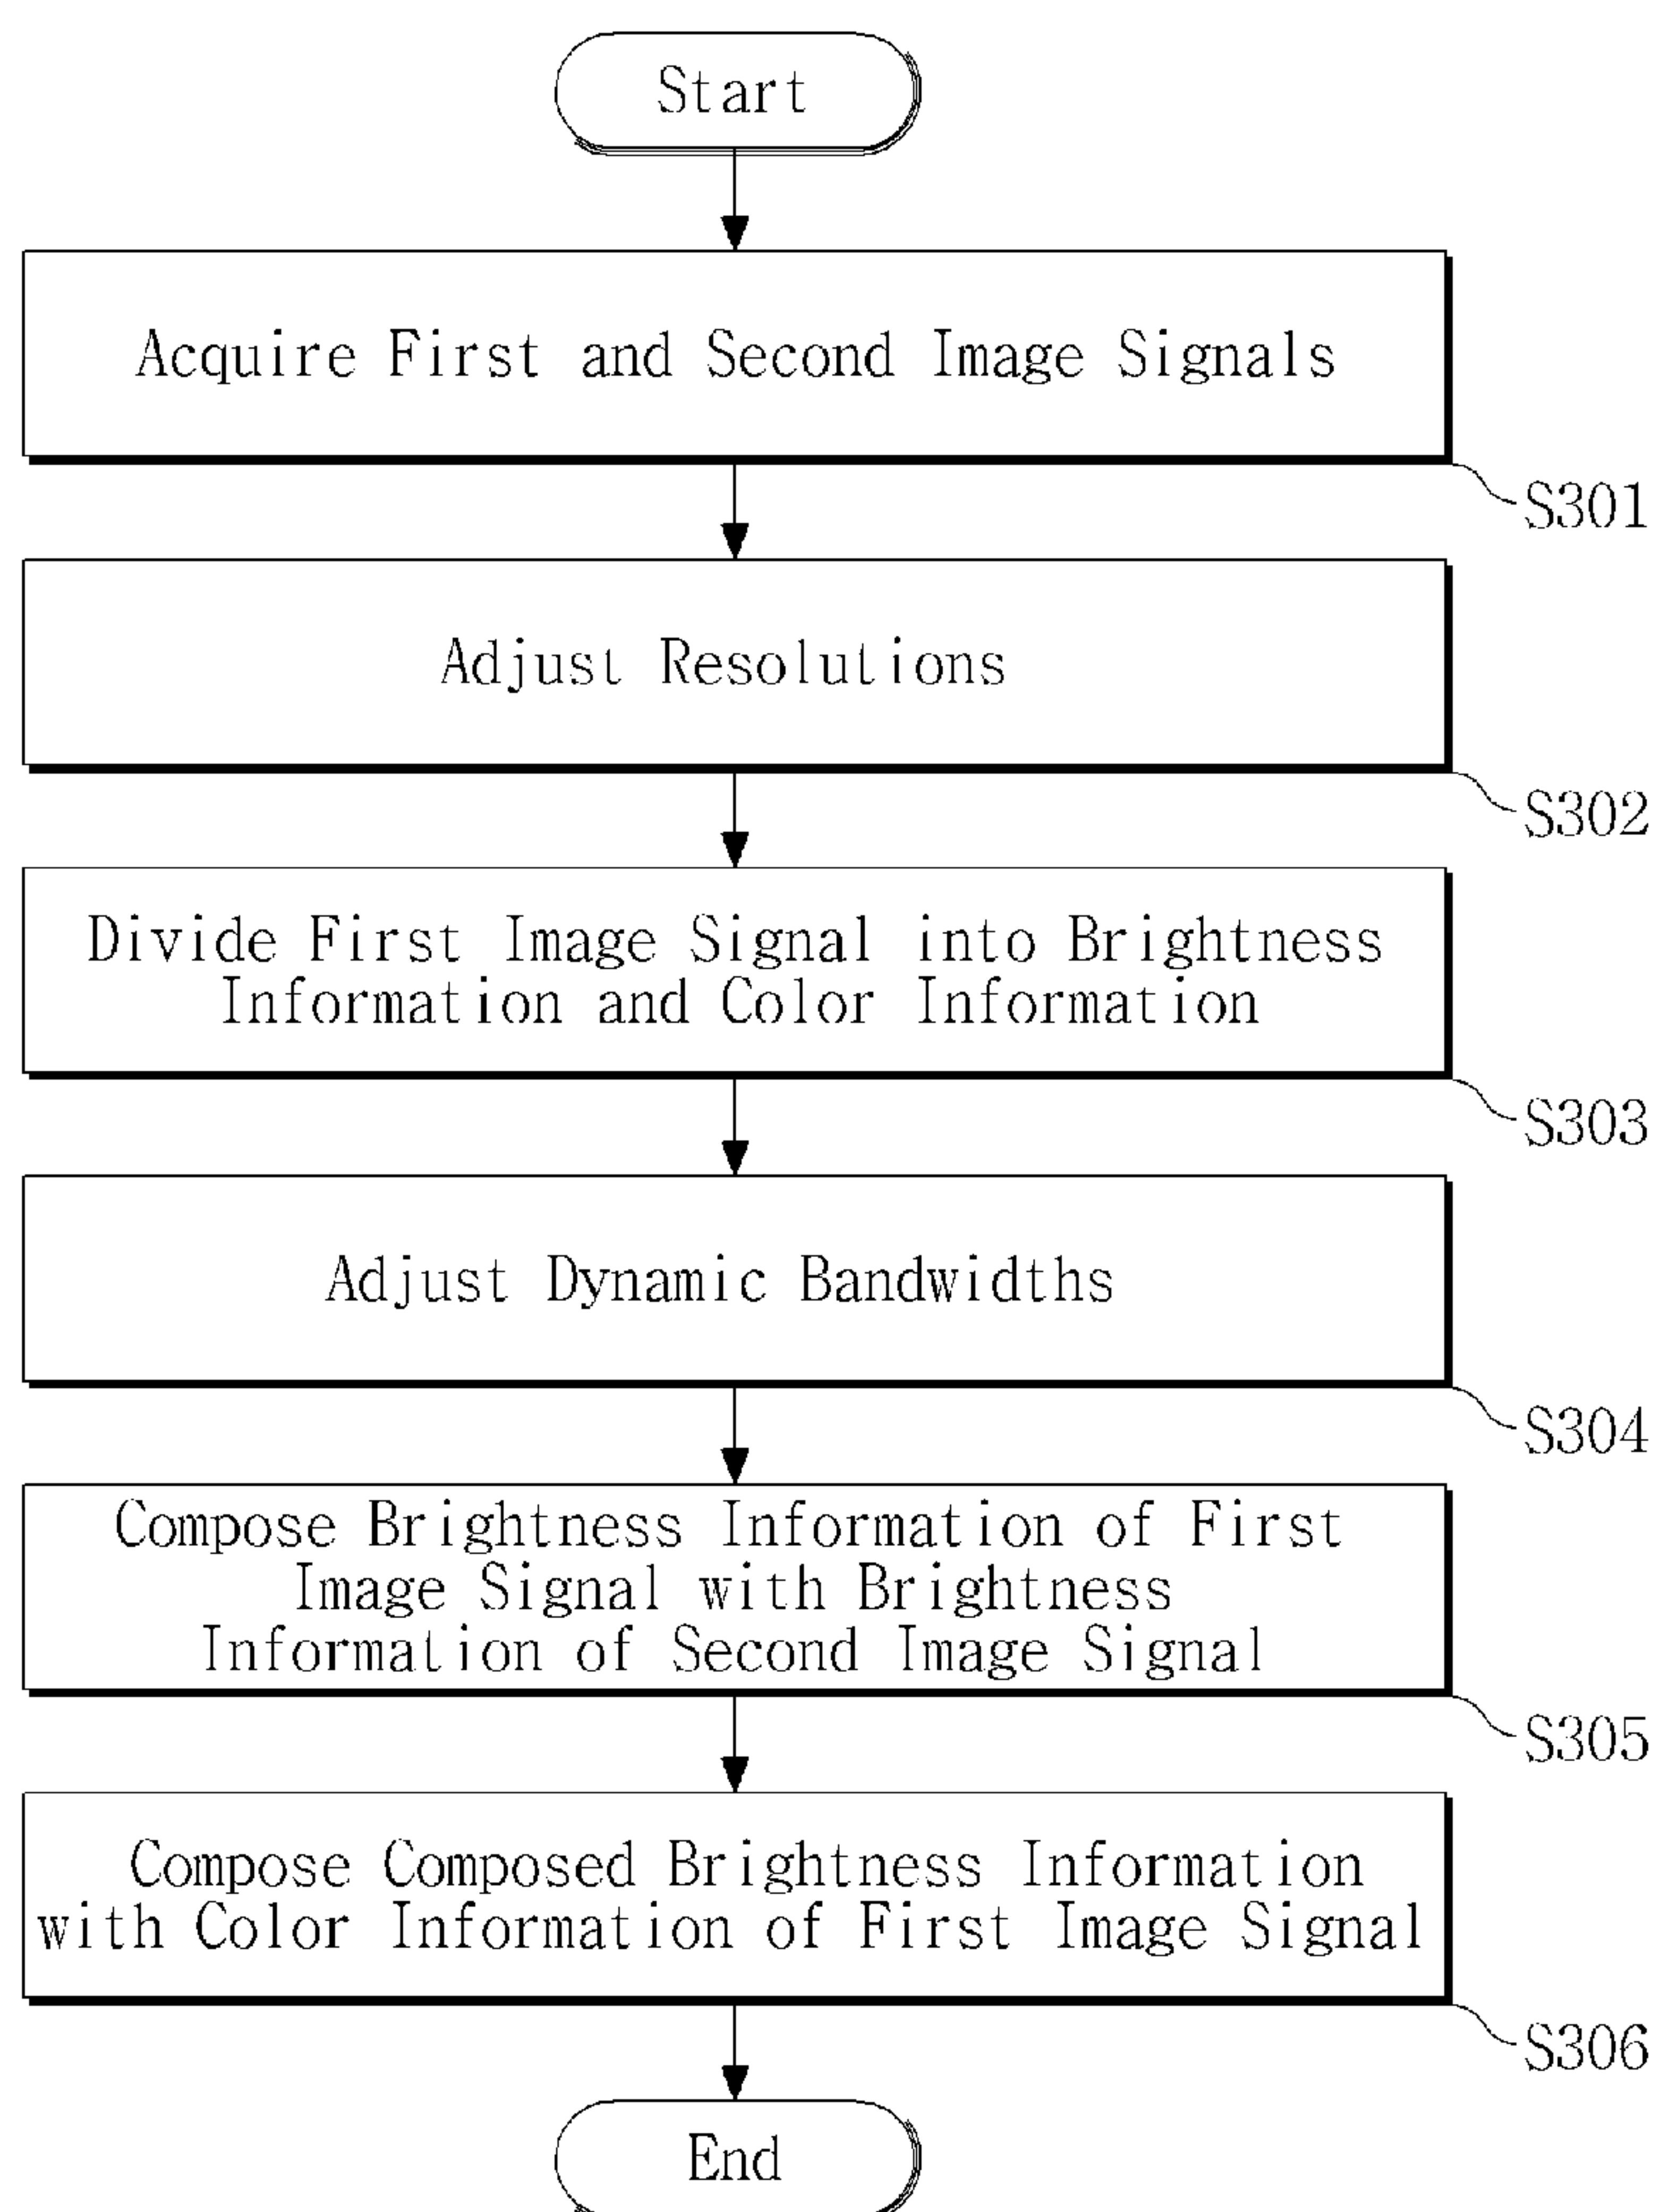 Start
Acquire First and Second Image Signals
S301
Adjust Resolutions
S302
Divide First Image Signal into Brightness
Information and Color Information
S303
Adjust Dynamic Bandwidths
S304
Compose Brightness Information of First
Image Signal with Brightness
Information of Second Image Signal
S305
Compose Composed Brightness Information
with Color Information of First Image Signal
S306
End